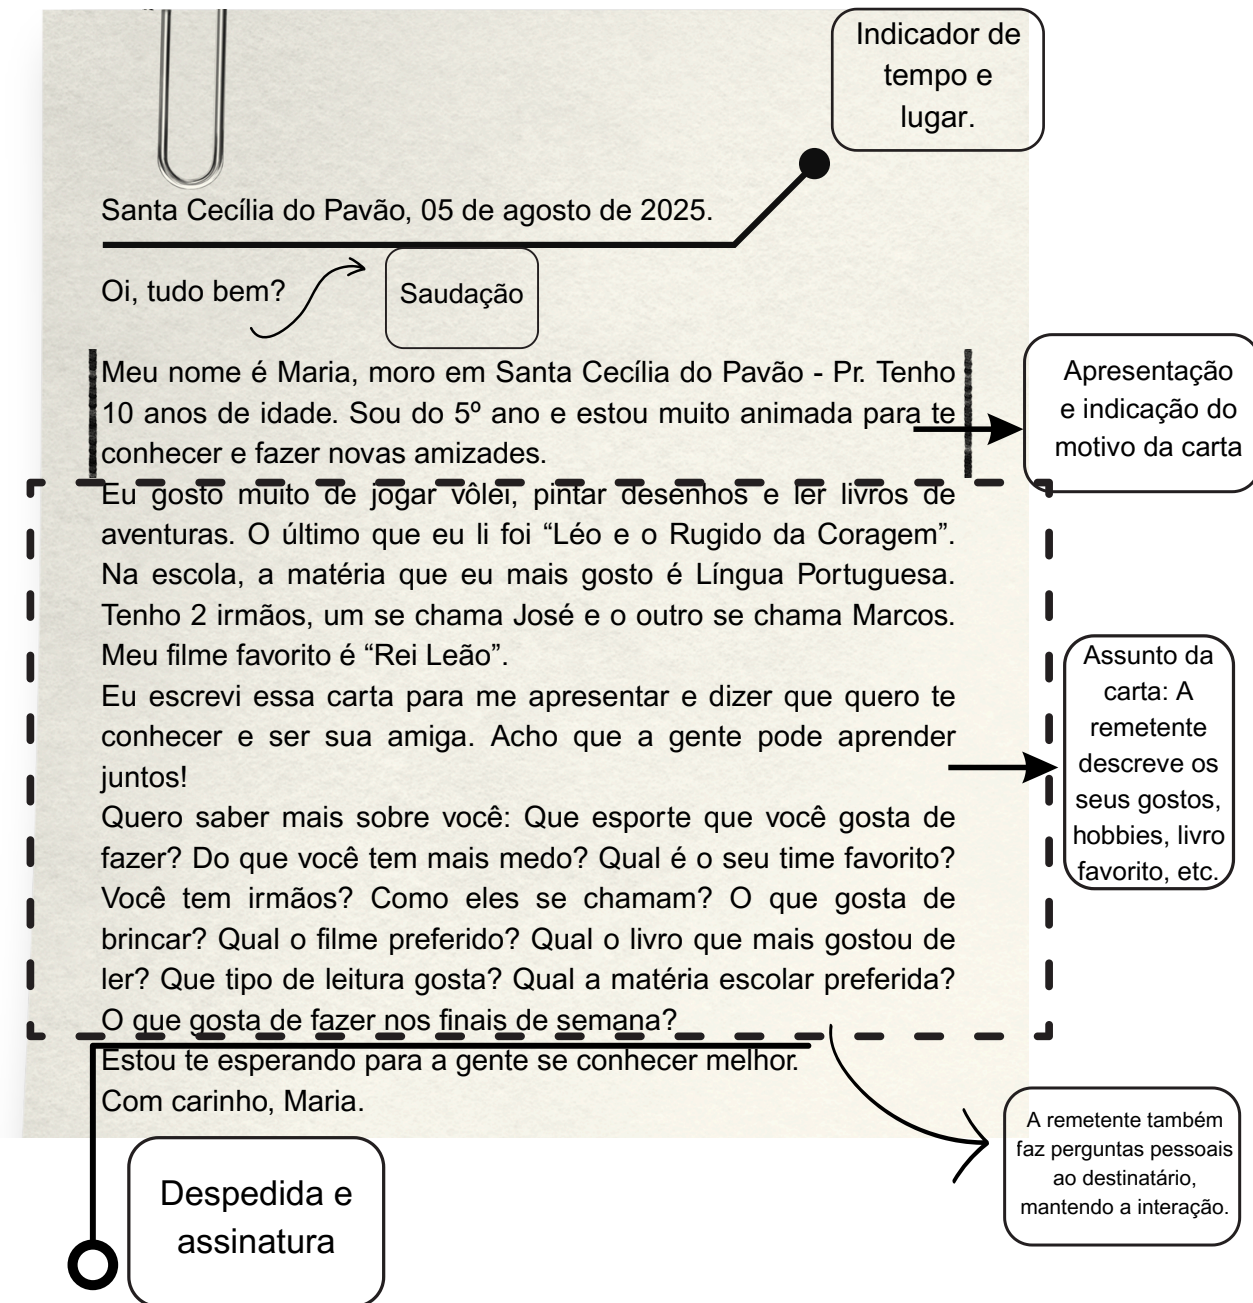 Indicador de
tempo e
lugar.
Santa Cecília do Pavão, 05 de agosto de 2025.
Oi, tudo bem?
Saudação
Meu nome é Maria, moro em Santa Cecília do Pavão - Pr. Tenho
10 anos de idade. Sou do 5º ano e estou muito animada para te
conhecer e fazer novas amizades.
Apresentação
e indicação do
motivo da carta
Eu gosto muito de jogar vôlei, pintar desenhos e ler livros de
aventuras. O último que eu li foi “Léo e o Rugido da Coragem”.
Na escola, a matéria que eu mais gosto é Língua Portuguesa.
Tenho 2 irmãos, um se chama José e o outro se chama Marcos.
Meu filme favorito é “Rei Leão”.
Eu escrevi essa carta para me apresentar e dizer que quero te
conhecer e ser sua amiga. Acho que a gente pode aprender
juntos!
Quero saber mais sobre você: Que esporte que você gosta de
fazer? Do que você tem mais medo? Qual é o seu time favorito?
Você tem irmãos? Como eles se chamam? O que gosta de
brincar? Qual o filme preferido? Qual o livro que mais gostou de
ler? Que tipo de leitura gosta? Qual a matéria escolar preferida?
O que gosta de fazer nos finais de semana?
Assunto da
carta: A
remetente
descreve os
seus gostos,
hobbies, livro
favorito, etc.
Estou te esperando para a gente se conhecer melhor.
Com carinho, Maria.
A remetente também
faz perguntas pessoais
ao destinatário,
mantendo a interação.
Despedida e
assinatura